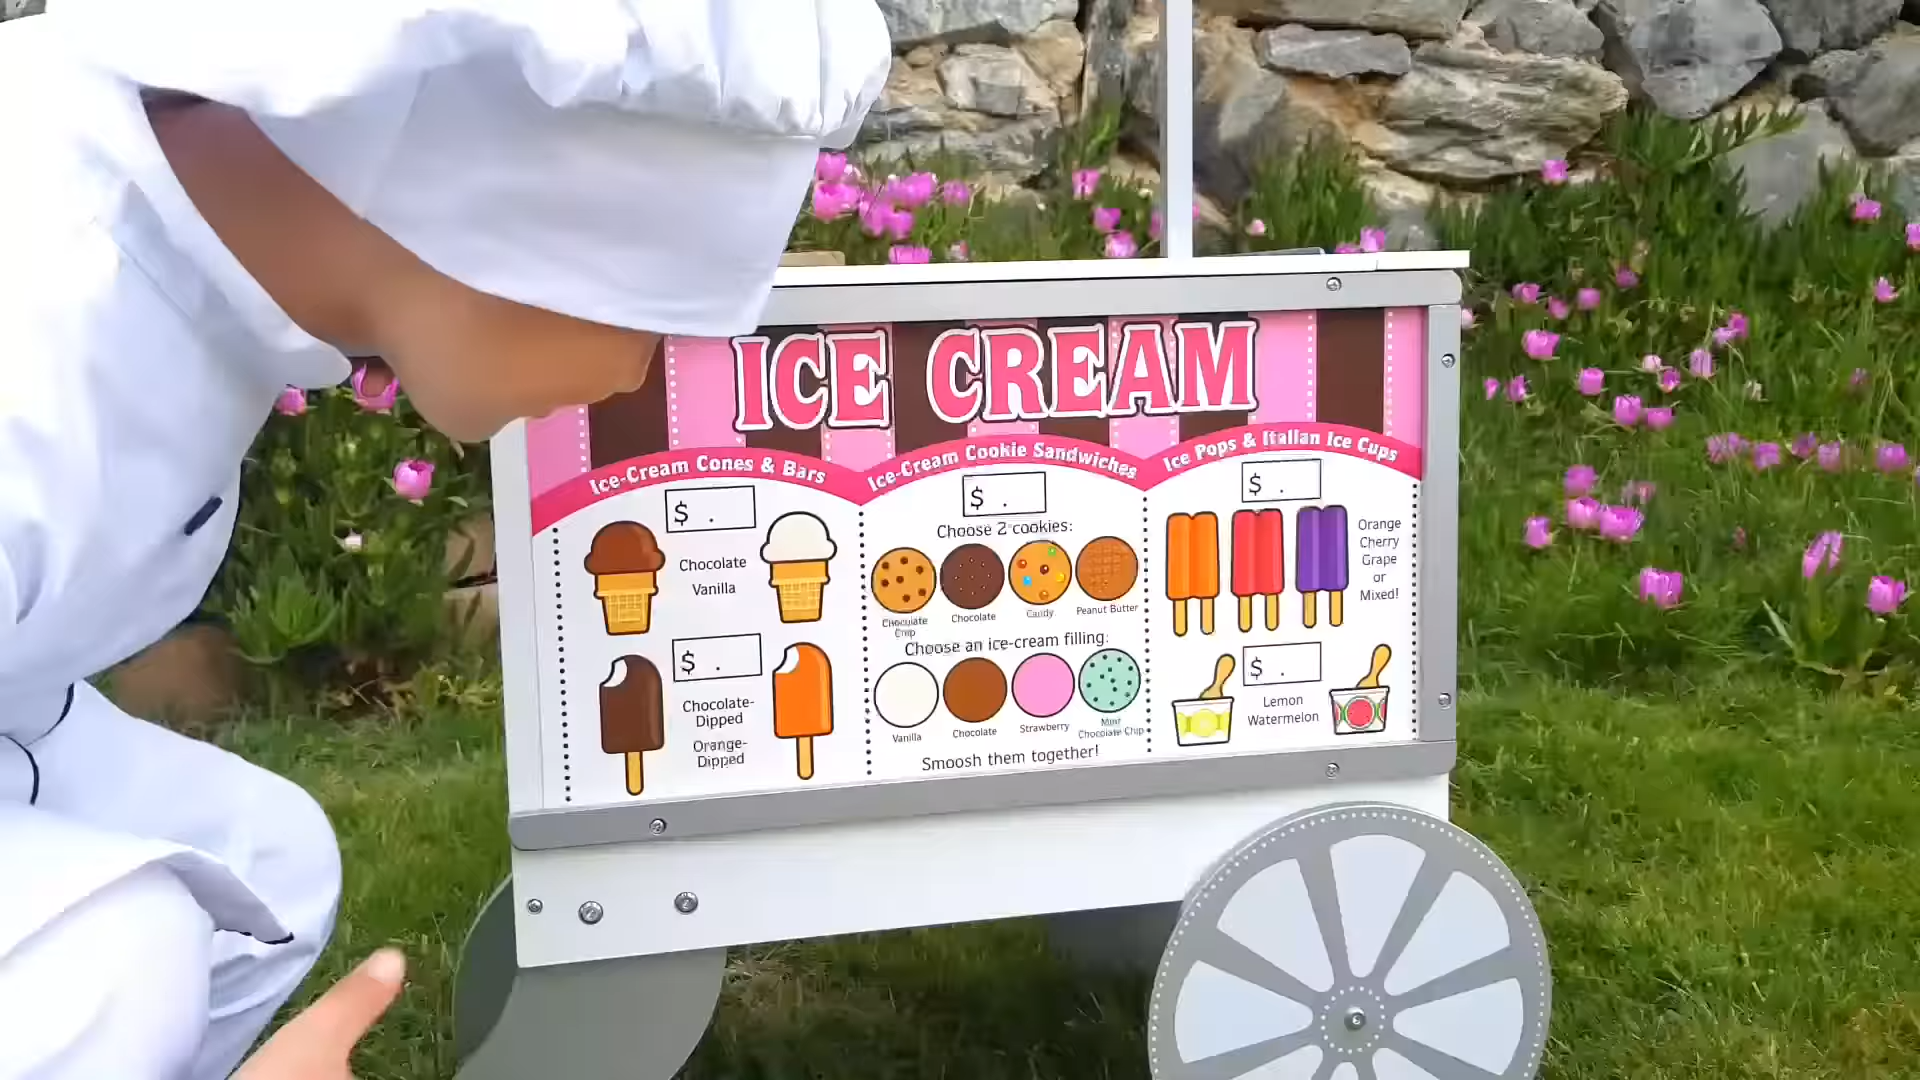 ICE CREAM
Ice-Cream Cones & Bars
$ .
Chocolate
Vanilla
$ .
Chocolate-
Dipped
Orange-
Dipped
Ice-Cream Cookie Sandwiches
$ .
Choose 2 cookies:
Chocolate
Chip
Chocolate
Candy
Peanut Butter
Choose an ice-cream filling:
Vanilla
Chocolate
Strawberry
Mint
Chocolate Chip
Smoosh them together!
Ice Pops & Italian Ice Cups
$ .
Orange
Cherry
Grape
or
Mixed!
$ .
Lemon
Watermelon